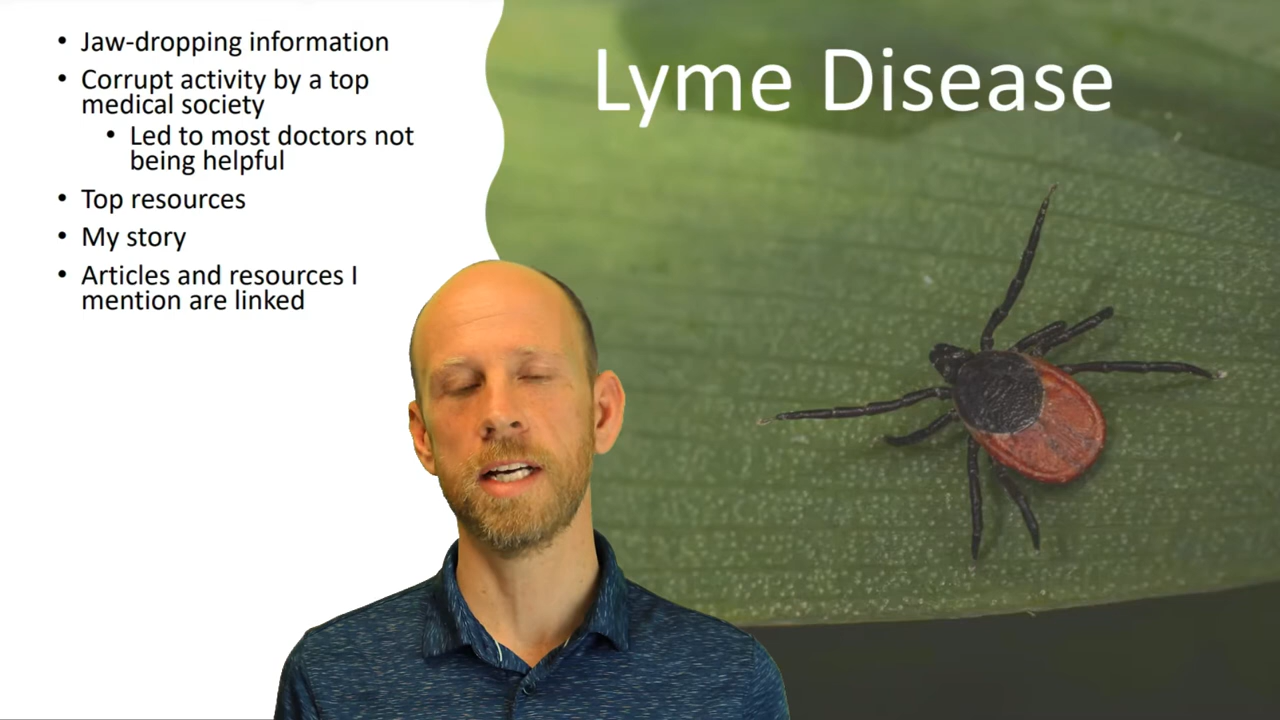 • Jaw-dropping information
• Corrupt activity by a top
medical society
• Led to most doctors not
being helpful
• Top resources
• My story
• Articles and resources I
mention are linked
Lyme Disease